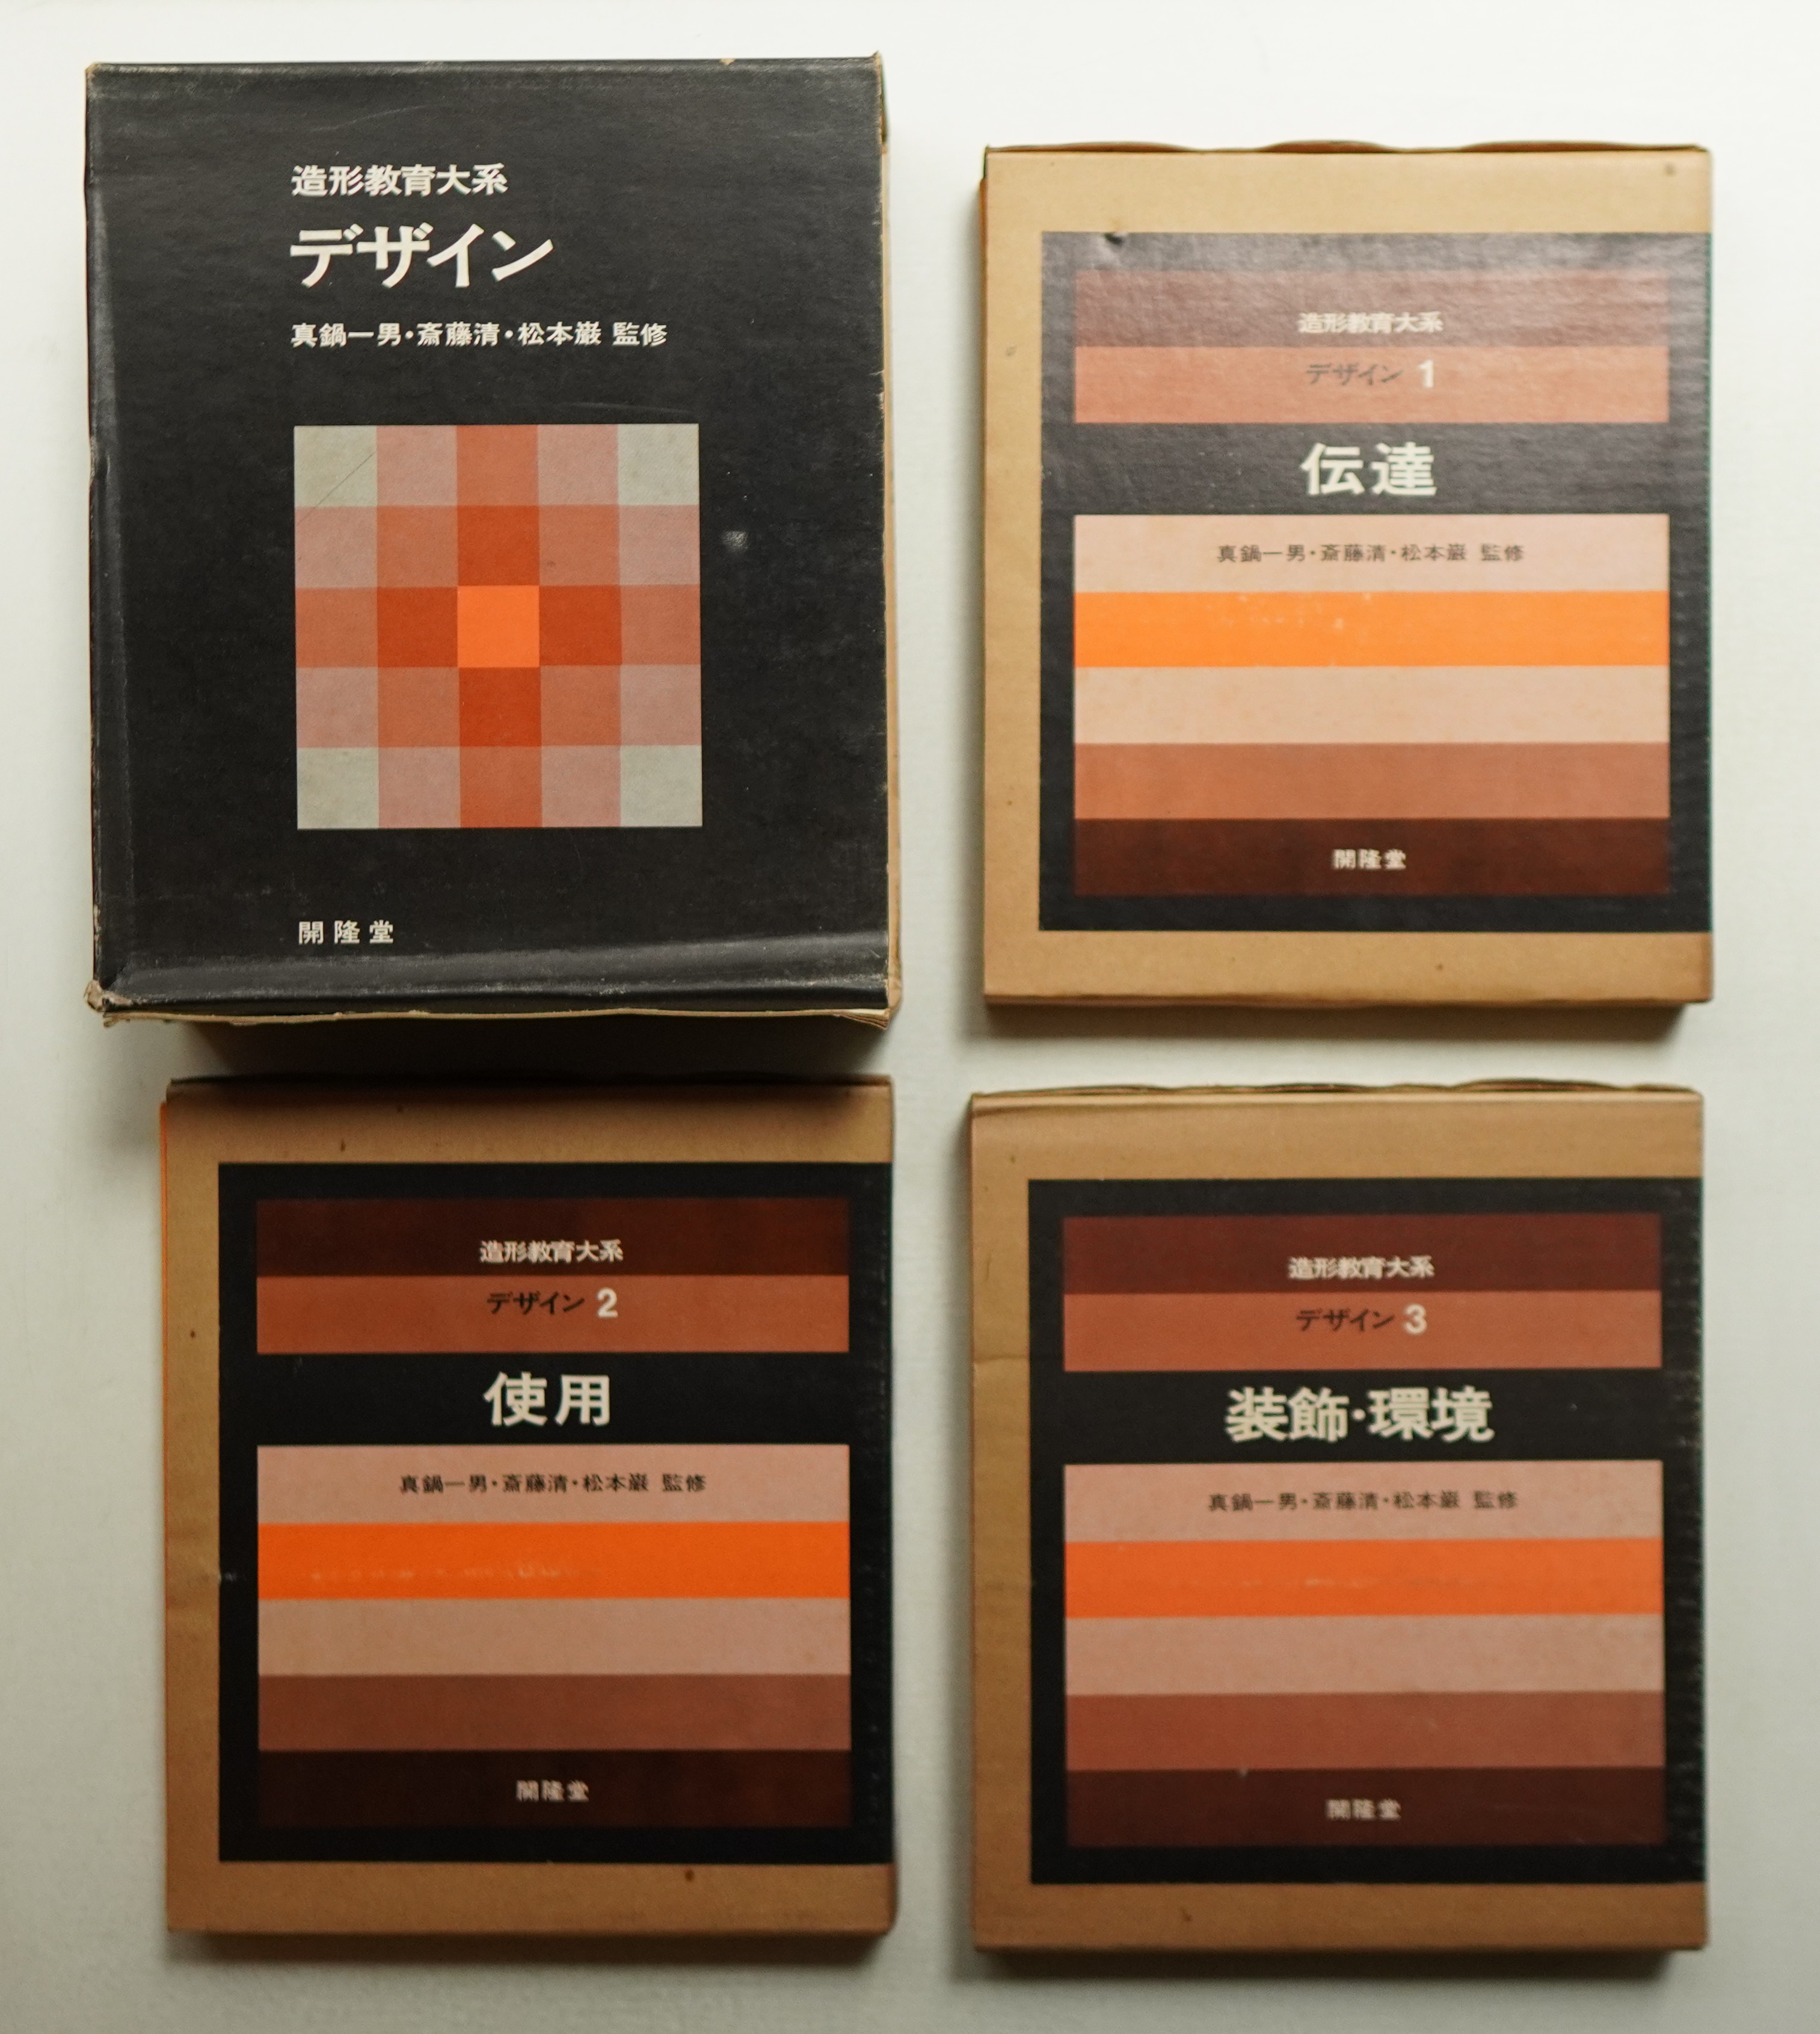 造形教育大系
デザイン
真鍋一男・斎藤清・松本巌 監修
開隆堂
造形教育大系
デザイン 1
伝達
真鍋一男・斎藤清・松本巌 監修
開隆堂
造形教育大系
デザイン 2
使用
真鍋一男・斎藤清・松本巌 監修
開隆堂
造形教育大系
デザイン 3
装飾・環境
真鍋一男・斎藤清・松本巌 監修
開隆堂